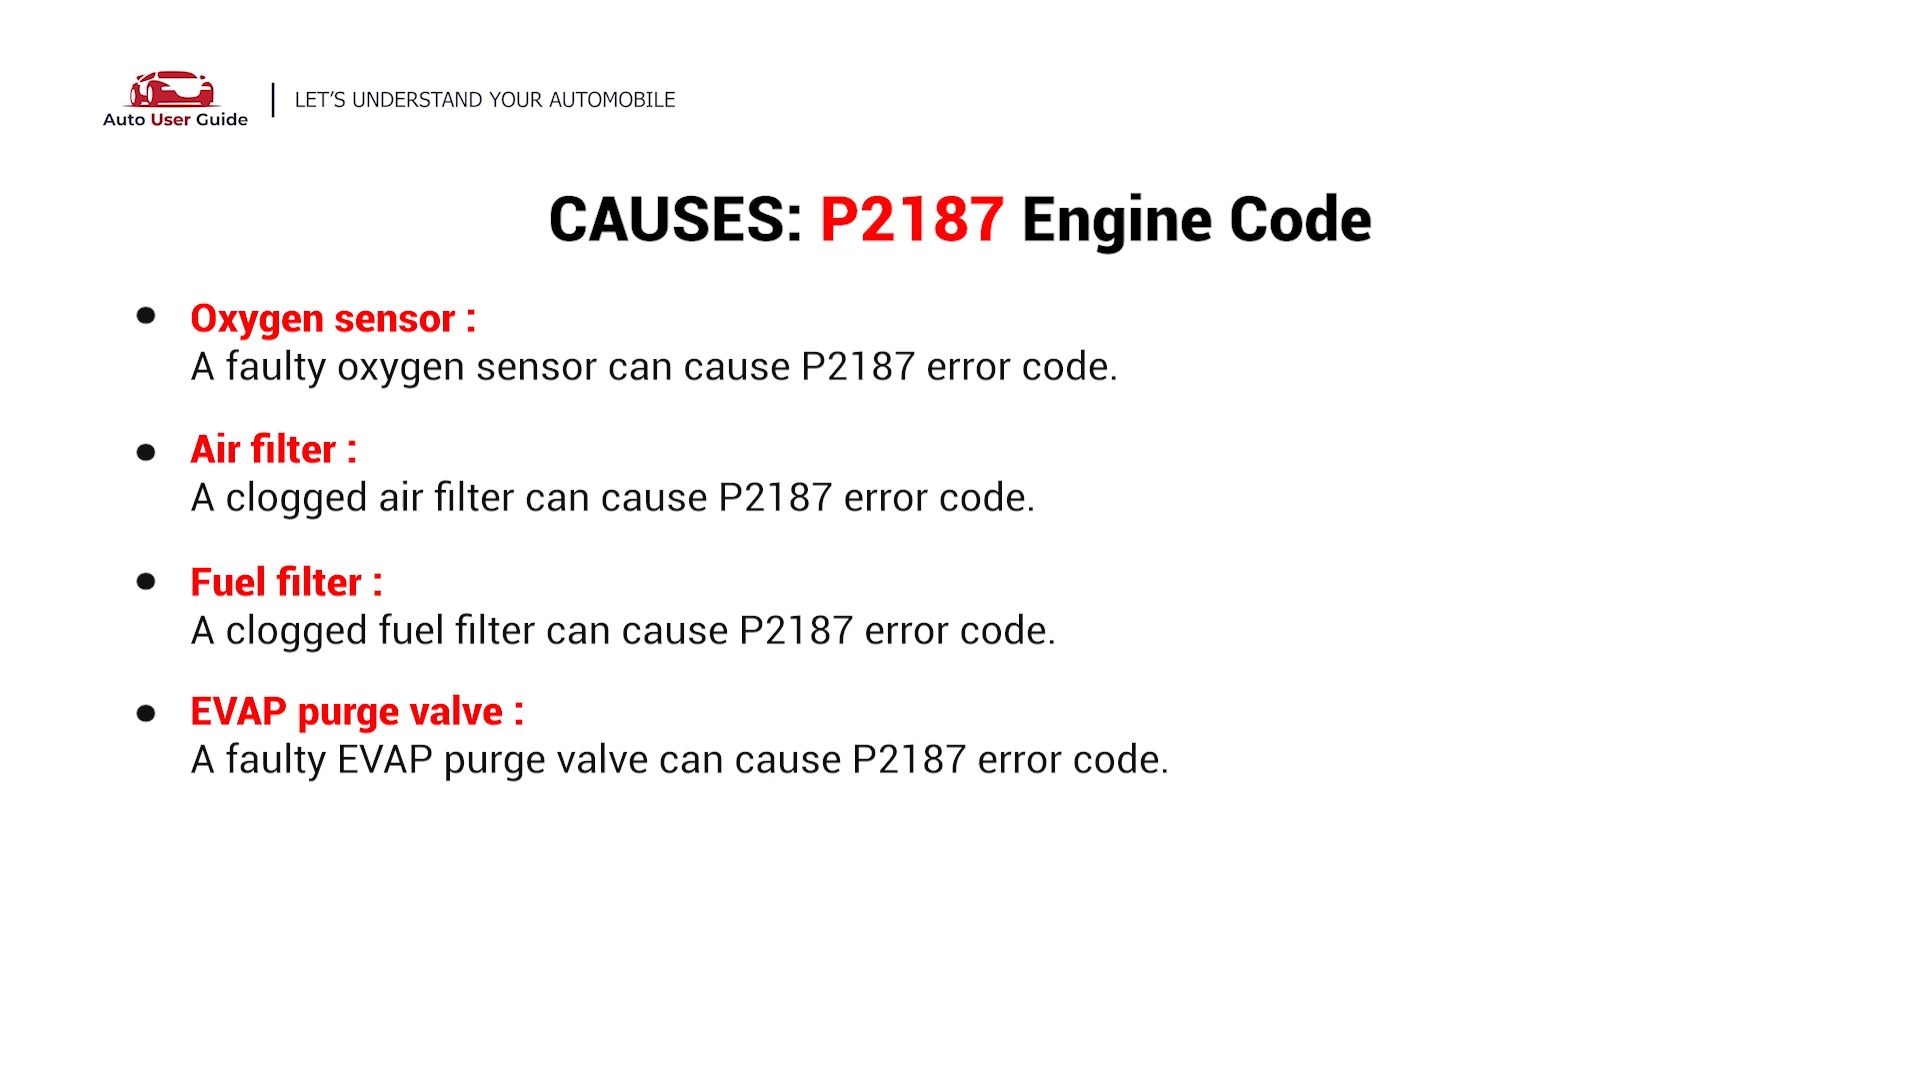 Auto User Guide
LET'S UNDERSTAND YOUR AUTOMOBILE
CAUSES: P2187 Engine Code
Oxygen sensor :
A faulty oxygen sensor can cause P2187 error code.
Air filter :
A clogged air filter can cause P2187 error code.
Fuel filter :
A clogged fuel filter can cause P2187 error code.
EVAP purge valve :
A faulty EVAP purge valve can cause P2187 error code.